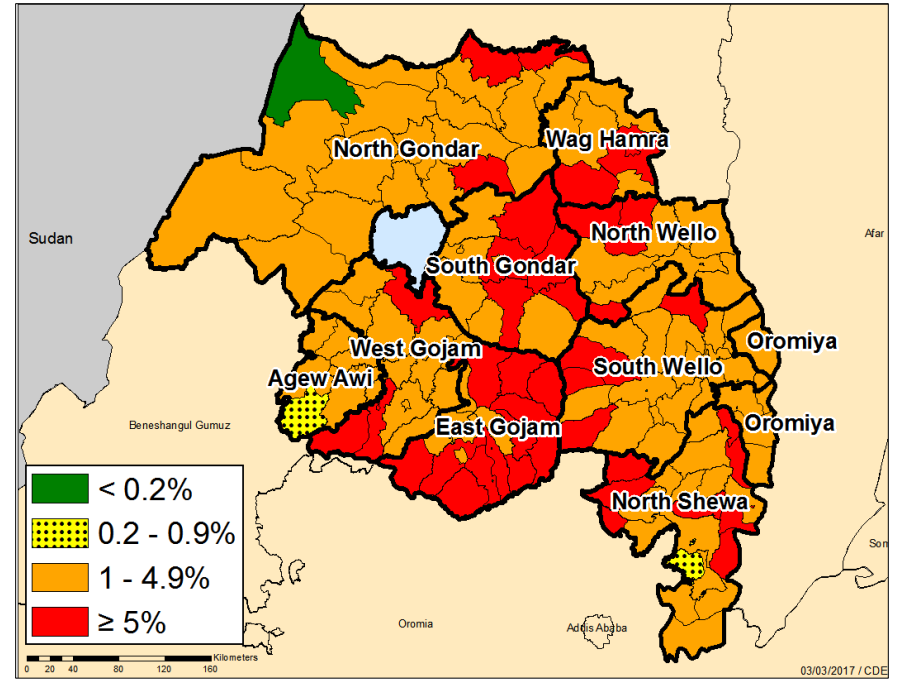 Wag Hamra
North Gondar
Sudan
North Wello
Afar
South Gondar
Oromiya
West Gojam
South Wello
Agew Awi
Oromiya
Beneshangul Gumuz
East Gojam
North Shewa
< 0.2%
0.2 - 0.9%
1 - 4.9%
≥ 5%
Som
Oromia
Addis Ababa
Kilometers
0 20 40 80 120 160
03/03/2017 / CDE